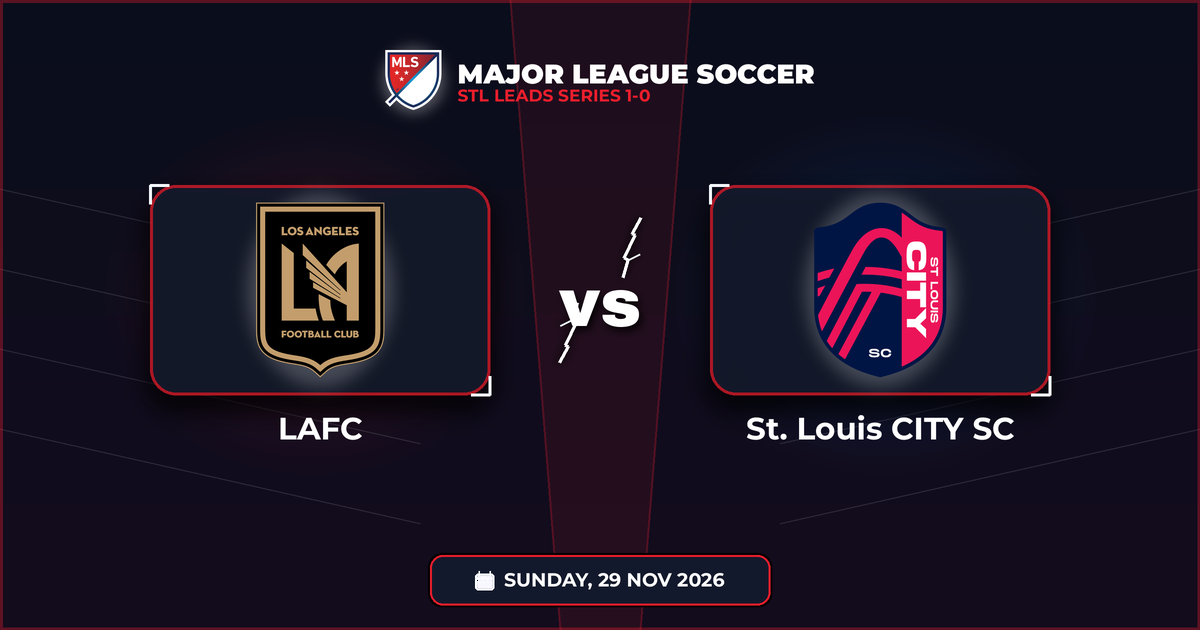 MLS
MAJOR LEAGUE SOCCER
STL LEADS SERIES 1-0
LOS ANGELES
LA
FOOTBALL CLUB
VS
ST LOUIS
CITY
SC
LAFC
St. Louis CITY SC
SUNDAY, 29 NOV 2026